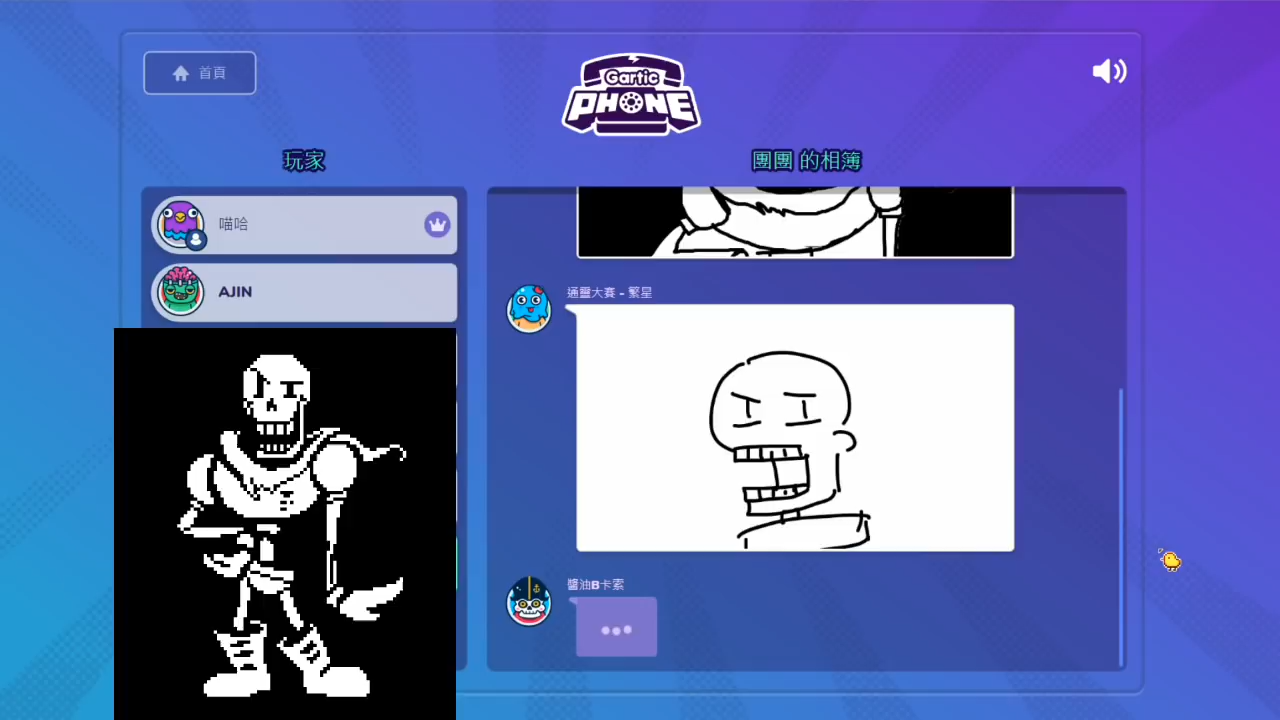 首頁
Gartic
PHONE
玩家
團團 的相簿
喵哈
AJIN
通靈大賽 - 繁星
醬油B卡索